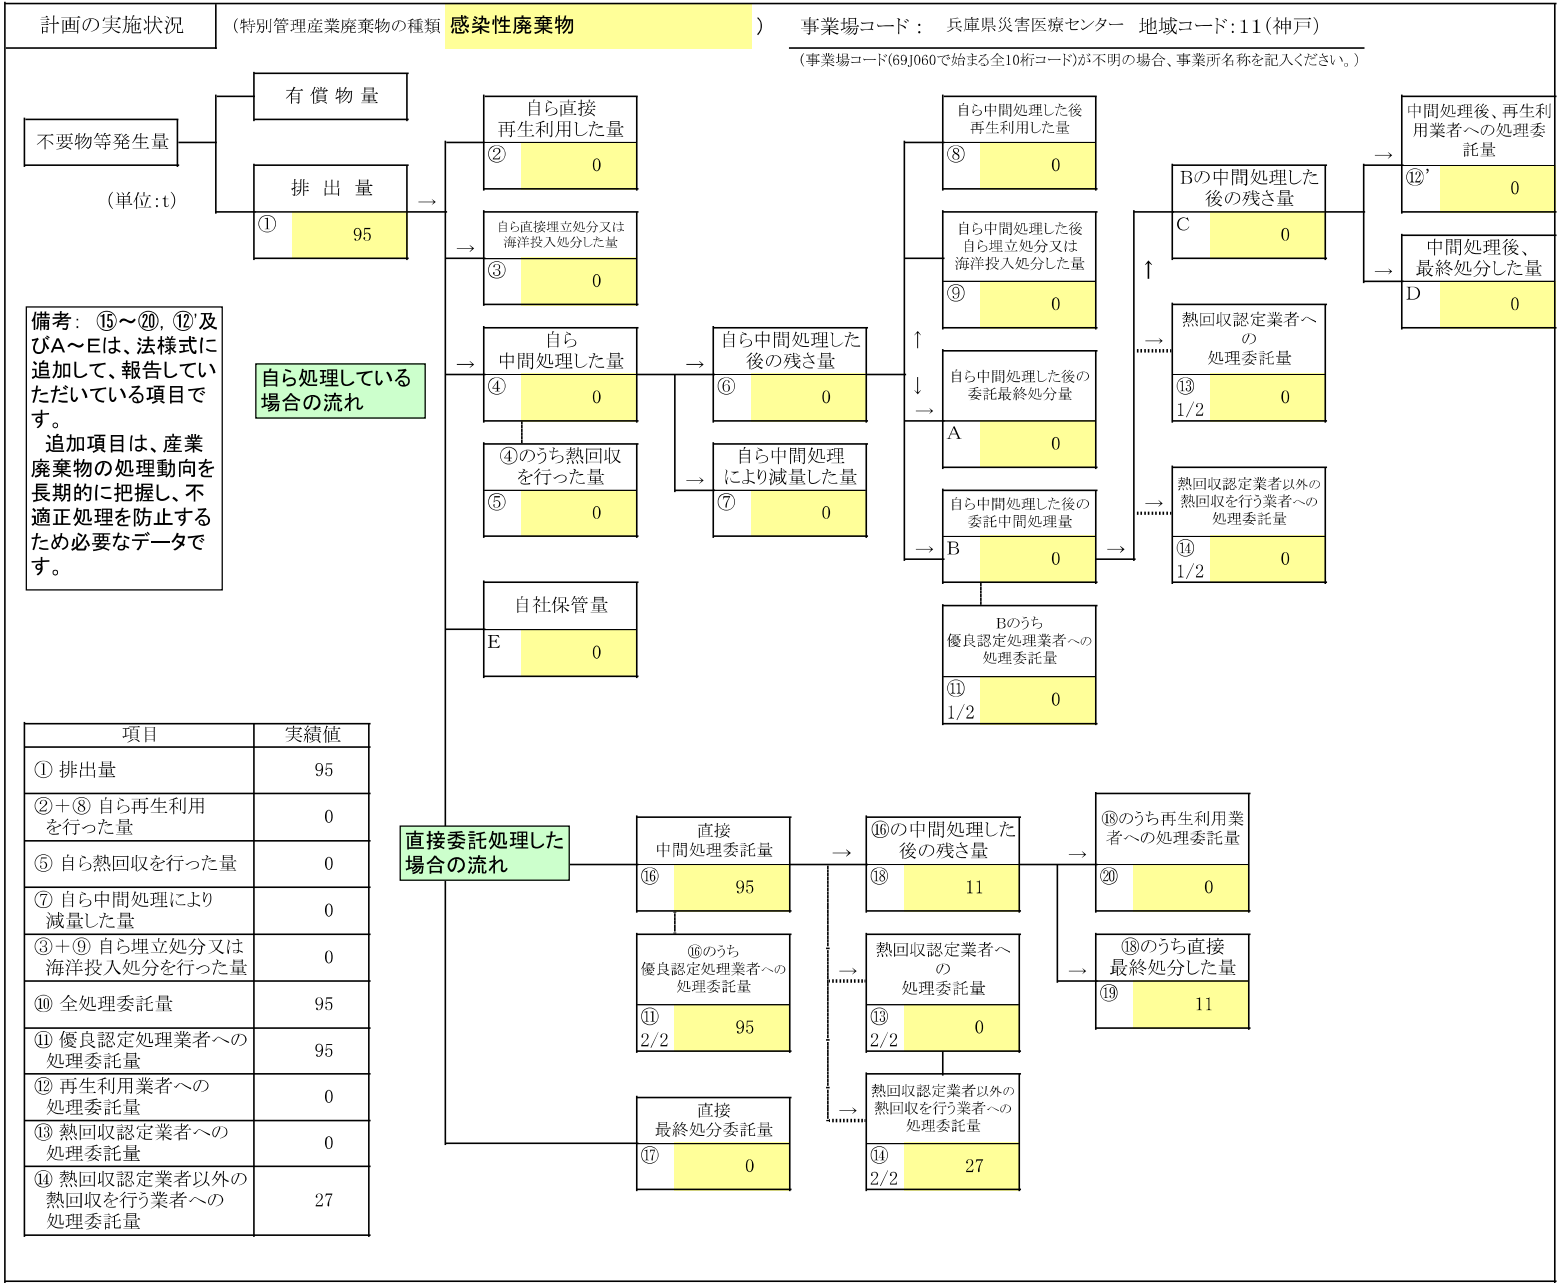 計画の実施状況
(特別管理産業廃棄物の種類 感染性廃棄物 )
事業場コード： 兵庫県災害医療センター 地域コード：11(神戸)
(事業場コード(69J060で始まる全10桁コード)が不明の場合、事業所名称を記入ください。)
不要物等発生量
(単位:t)
有 償 物 量
排 出 量
① 95
→
自ら直接
再生利用した量
② 0
→
自ら直接埋立処分又は
海洋投入処分した量
③ 0
→
自ら
中間処理した量
④ 0
④のうち熱回収
を行った量
⑤ 0
自社保管量
E 0
→
自ら中間処理した
後の残さ量
⑥ 0
→
自ら中間処理
により減量した量
⑦ 0
自ら中間処理した後
再生利用した量
⑧ 0
自ら中間処理した後
自ら埋立処分又は
海洋投入処分した量
⑨ 0
↑
↓
→
自ら中間処理した後の
委託最終処分量
A 0
→
自ら中間処理した後の
委託中間処理量
B 0
→
Bのうち
優良認定処理業者への
処理委託量
⑪
1/2 0
Bの中間処理した
後の残さ量
C 0
↑
→
熱回収認定業者へ
の
処理委託量
⑬
1/2 0
→
熱回収認定業者以外の
熱回収を行う業者への
処理委託量
⑭
1/2 0
→
中間処理後、再生利
用業者への処理委
託量
⑫’ 0
→
中間処理後、
最終処分した量
D 0
備考： ⑮～⑳，⑫’及
びA～Eは、法様式に
追加して、報告してい
ただいている項目で
す。
追加項目は、産業
廃棄物の処理動向を
長期的に把握し、不
適正処理を防止する
ため必要なデータで
す。
自ら処理している
場合の流れ
項目 実績値
① 排出量 95
②＋⑧ 自ら再生利用
を行った量 0
⑤ 自ら熱回収を行った量 0
⑦ 自ら中間処理により
減量した量 0
③＋⑨ 自ら埋立処分又は
海洋投入処分を行った量 0
⑩ 全処理委託量 95
⑪ 優良認定処理業者への
処理委託量 95
⑫ 再生利用業者への
処理委託量 0
⑬ 熱回収認定業者への
処理委託量 0
⑭ 熱回収認定業者以外の
熱回収を行う業者への
処理委託量 27
直接委託処理した
場合の流れ
直接
中間処理委託量
⑯ 95
⑯のうち
優良認定処理業者への
処理委託量
⑪
2/2 95
直接
最終処分委託量
⑰ 0
→
⑯の中間処理した
後の残さ量
⑱ 11
→
熱回収認定業者へ
の
処理委託量
⑬
2/2 0
→
熱回収認定業者以外の
熱回収を行う業者への
処理委託量
⑭
2/2 27
→
⑱のうち再生利用業
者への処理委託量
⑳ 0
→
⑱のうち直接
最終処分した量
⑲ 11